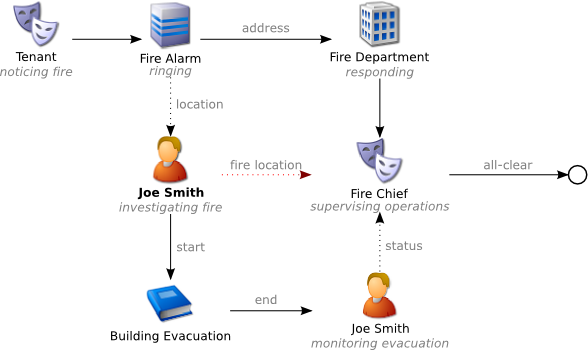 address
Tenant
noticing fire
Fire Alarm
ringing
Fire Department
responding
location
fire location
all-clear
Joe Smith
investigating fire
Fire Chief
supervising operations
start
status
end
Building Evacuation
Joe Smith
monitoring evacuation